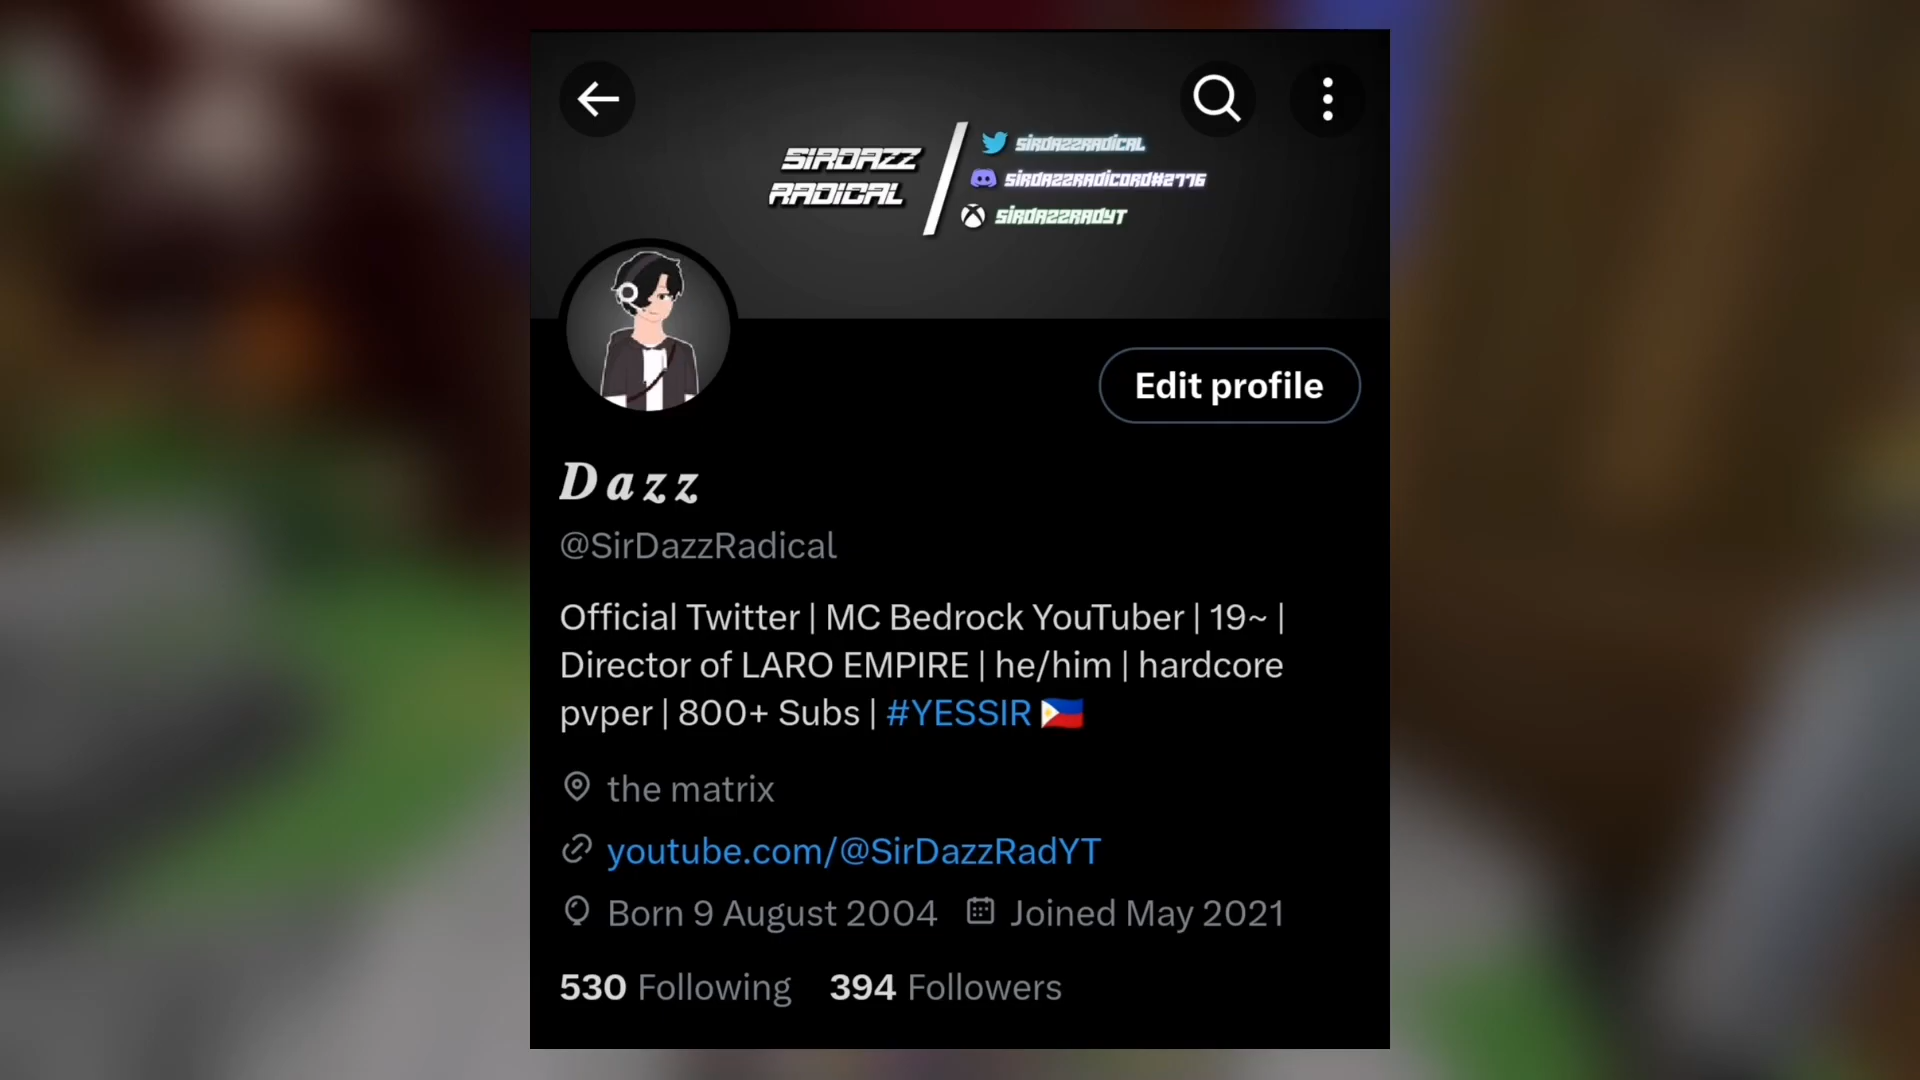 SIRDAZZ
RADICAL
SIRDAZZRADICAL
SIRDAZZRADICORD#2776
SIRDAZZRADYT
Edit profile
Dazz
@SirDazzRadical
Official Twitter | MC Bedrock YouTuber | 19~ |
Director of LARO EMPIRE | he/him | hardcore
pvper | 800+ Subs | #YESSIR 🇵🇭
the matrix
youtube.com/@SirDazzRadYT
Born 9 August 2004 Joined May 2021
530 Following 394 Followers